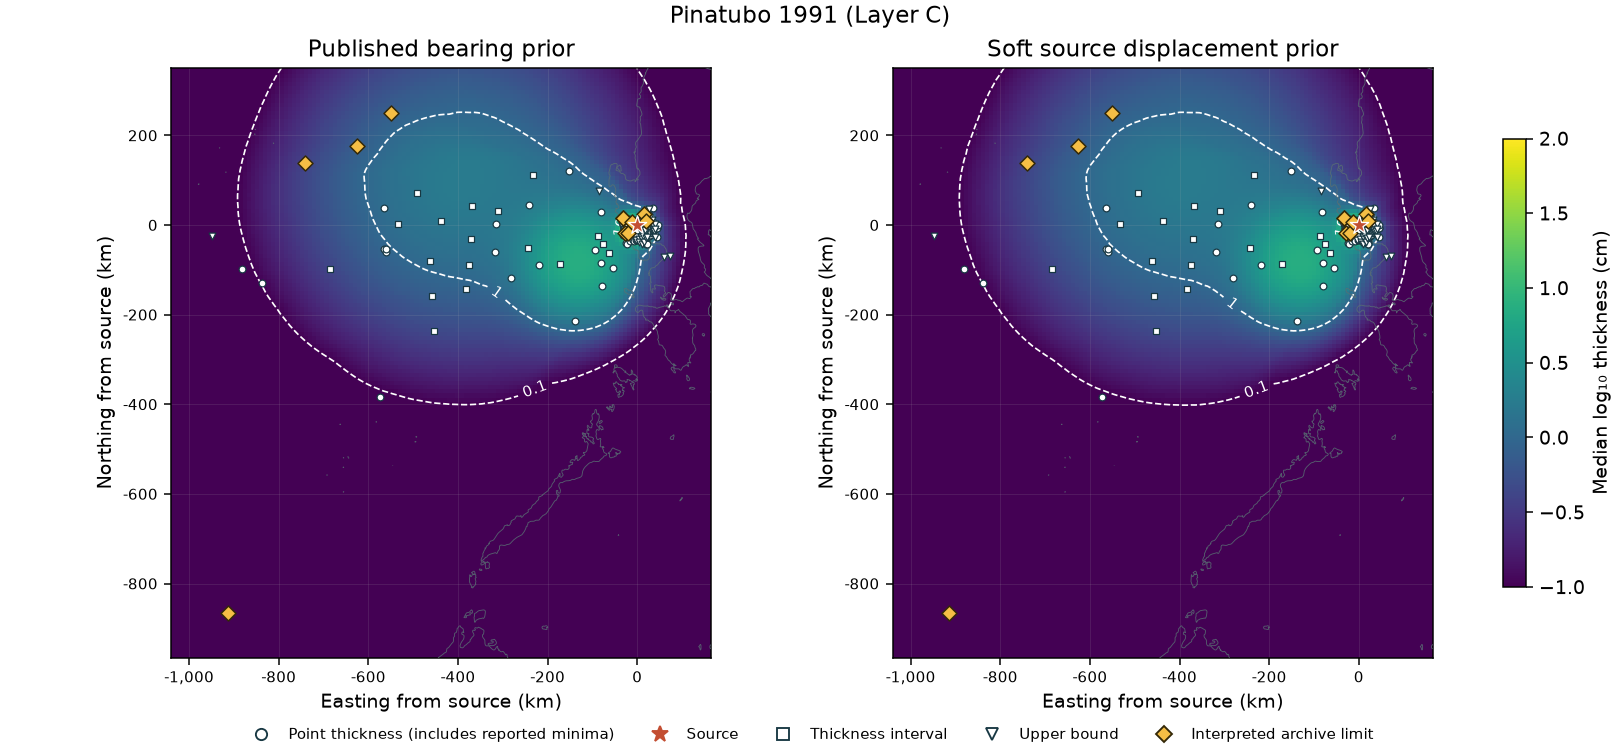 Pinatubo 1991 (Layer C)
Published bearing prior
Soft source displacement prior
Northing from source (km)
200
0
-200
-400
-600
-800
1
0.1
-1,000
-800
-600
-400
-200
0
Easting from source (km)
Northing from source (km)
200
0
-200
-400
-600
-800
1
0.1
-1,000
-800
-600
-400
-200
0
Easting from source (km)
2.0
1.5
1.0
0.5
0.0
−0.5
−1.0
Median log₁₀ thickness (cm)
Point thickness (includes reported minima)
Source
Thickness interval
Upper bound
Interpreted archive limit